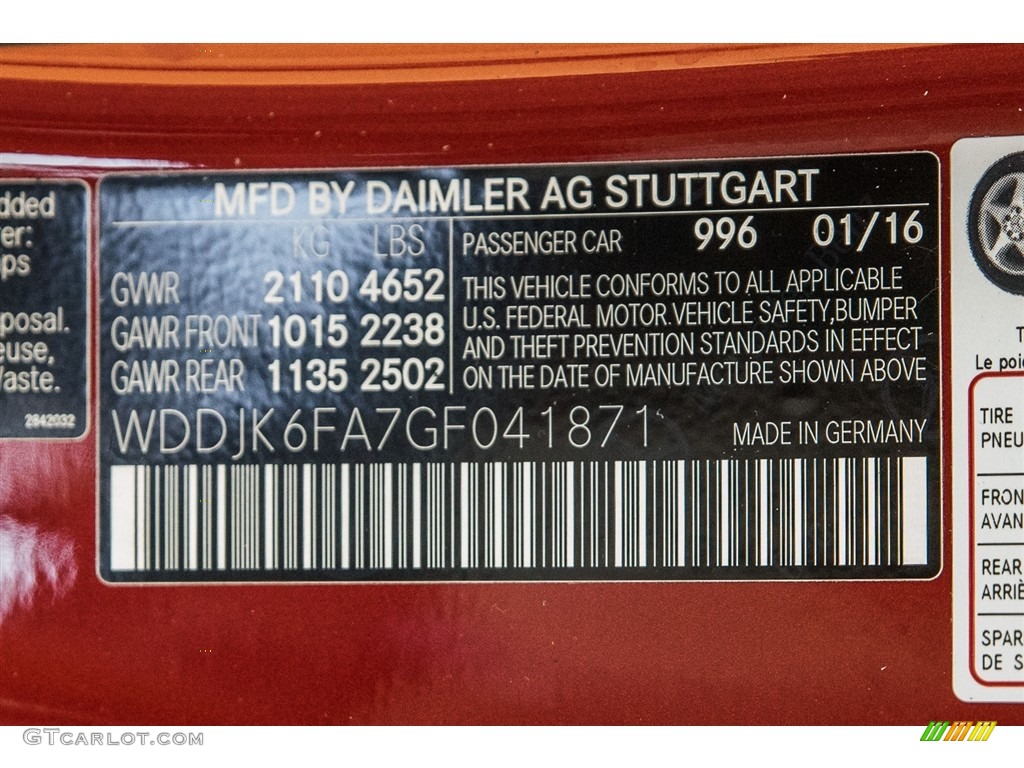 dded
er:
ps
posal.
euse,
Waste.
2842032
MFD BY DAIMLER AG STUTTGART
KG LBS
GVWR 2110 4652
GAWR FRONT 1015 2238
GAWR REAR 1135 2502
PASSENGER CAR 996 01/16
THIS VEHICLE CONFORMS TO ALL APPLICABLE
U.S. FEDERAL MOTOR VEHICLE SAFETY,BUMPER
AND THEFT PREVENTION STANDARDS IN EFFECT
ON THE DATE OF MANUFACTURE SHOWN ABOVE
WDDJK6FA7GF041871 MADE IN GERMANY
T
Le poi
TIRE
PNEU
FRON
AVAN
REAR
ARRIÈ
SPAR
DE S
GTCARLOT.COM